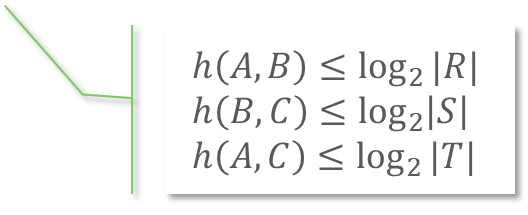 h(A, B) ≤ log₂ |R|
h(B, C) ≤ log₂|S|
h(A, C) ≤ log₂ |T|